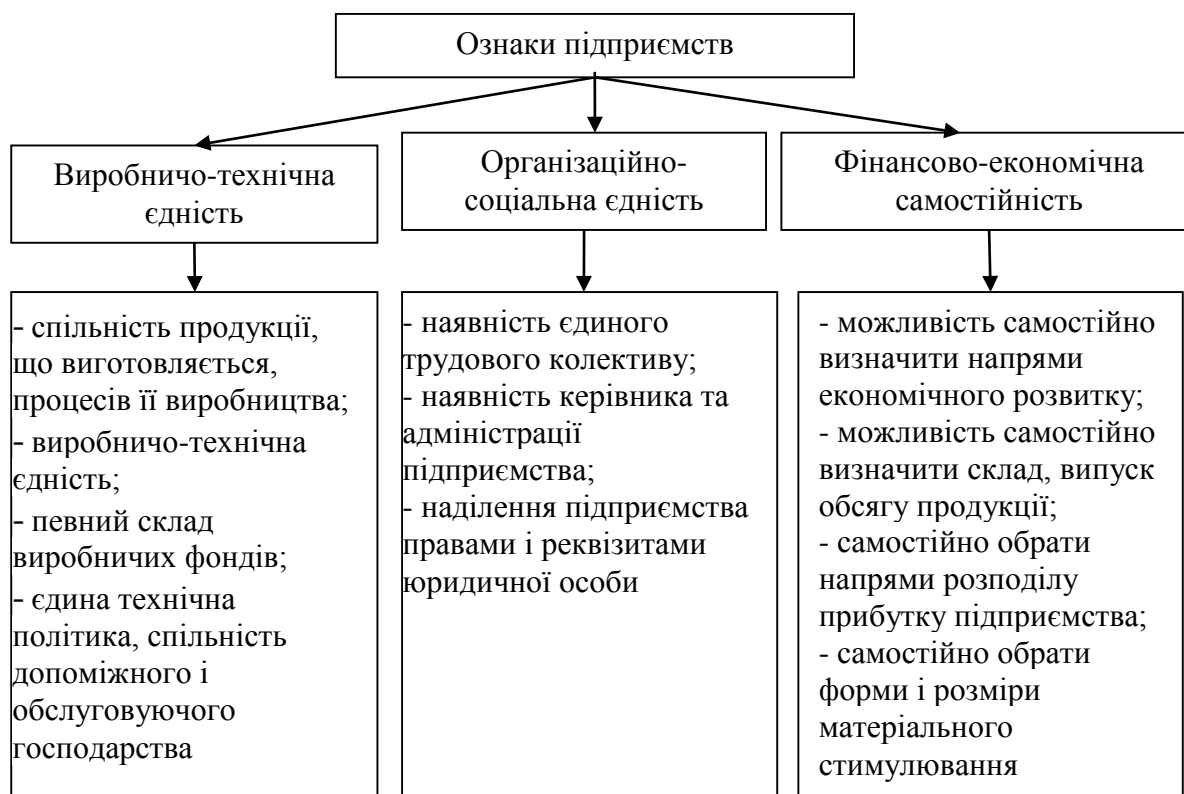 Ознаки підприємств
Виробничо-технічна
єдність
Організаційно-
соціальна єдність
Фінансово-економічна
самостійність
- спільність продукції,
що виготовляється,
процесів її виробництва;
- виробничо-технічна
єдність;
- певний склад
виробничих фондів;
- єдина технічна
політика, спільність
допоміжного і
обслуговуючого
господарства
- наявність єдиного
трудового колективу;
- наявність керівника та
адміністрації
підприємства;
- наділення підприємства
правами і реквізитами
юридичної особи
- можливість самостійно
визначити напрями
економічного розвитку;
- можливість самостійно
визначити склад, випуск
обсягу продукції;
- самостійно обрати
напрями розподілу
прибутку підприємства;
- самостійно обрати
форми і розміри
матеріального
стимулювання